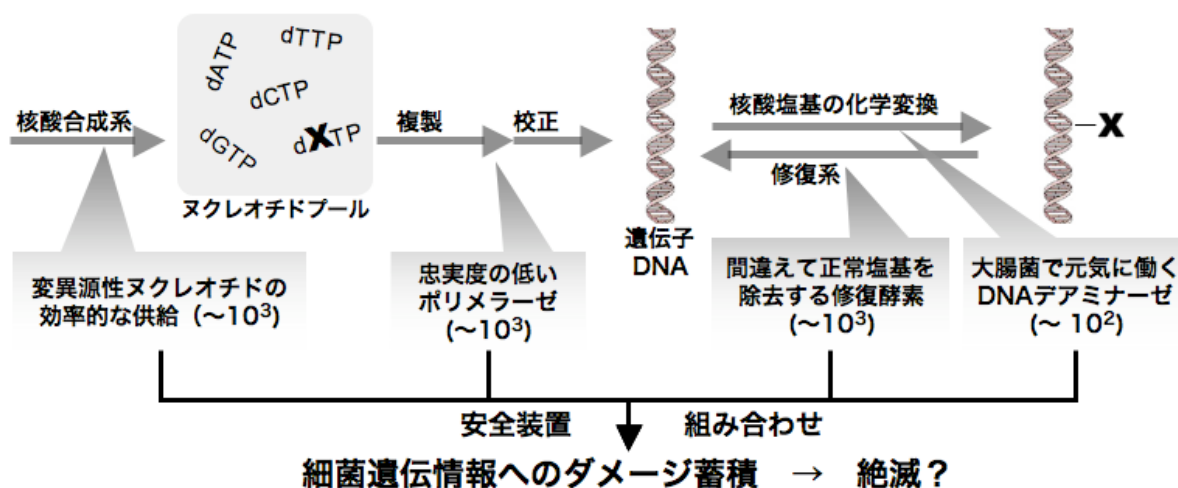 核酸合成系
dATP
dTTP
dCTP
dGTP
dXTP
ヌクレオチドプール
複製
校正
遺伝子
DNA
核酸塩基の化学変換
修復系
X
変異源性ヌクレオチドの
効率的な供給（〜10³）
忠実度の低い
ポリメラーゼ
(〜10³)
間違えて正常塩基を
除去する修復酵素
(〜10³)
大腸菌で元気に働く
DNAデアミナーゼ
(〜 10²)
安全装置 組み合わせ
細菌遺伝情報へのダメージ蓄積 → 絶滅？